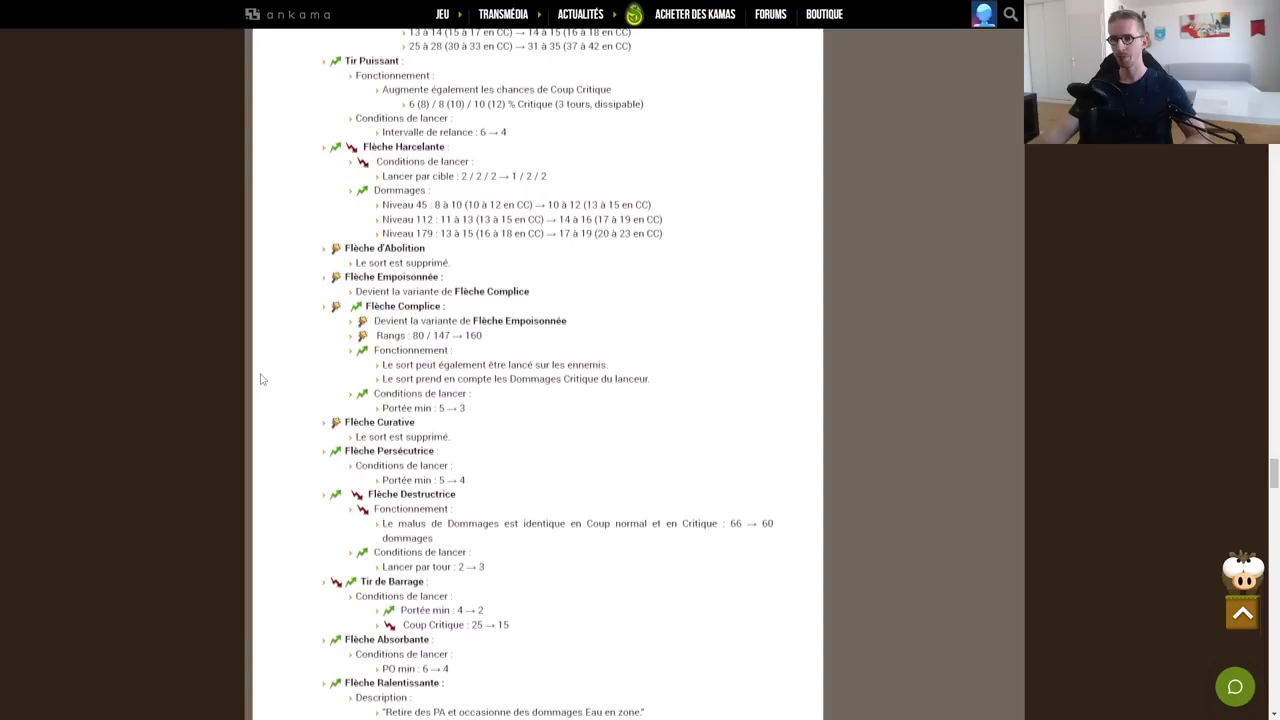 ankama
JEU
TRANSMÉDIA
ACTUALITÉS
ACHETER DES KAMAS
FORUMS
BOUTIQUE
13 à 14 (15 à 17 en CC) → 14 à 15 (16 à 18 en CC)
25 à 28 (30 à 33 en CC) → 31 à 35 (37 à 42 en CC)
Tir Puissant :
Fonctionnement :
Augmente également les chances de Coup Critique
6 (8) / 8 (10) / 10 (12) % Critique (3 tours, dissipable)
Conditions de lancer :
Intervalle de relance : 6 → 4
Flèche Harcelante :
Conditions de lancer :
Lancer par cible : 2 / 2 / 2 → 1 / 2 / 2
Dommages :
Niveau 45 : 8 à 10 (10 à 12 en CC) → 10 à 12 (13 à 15 en CC)
Niveau 112 : 11 à 13 (13 à 15 en CC) → 14 à 16 (17 à 19 en CC)
Niveau 179 : 13 à 15 (16 à 18 en CC) → 17 à 19 (20 à 23 en CC)
Flèche d'Abolition
Le sort est supprimé.
Flèche Empoisonnée :
Devient la variante de Flèche Complice
Flèche Complice :
Devient la variante de Flèche Empoisonnée
Rangs : 80 / 147 → 160
Fonctionnement :
Le sort peut également être lancé sur les ennemis.
Le sort prend en compte les Dommages Critique du lanceur.
Conditions de lancer :
Portée min : 5 → 3
Flèche Curative
Le sort est supprimé.
Flèche Persécutrice :
Conditions de lancer :
Portée min : 5 → 4
Flèche Destructrice
Fonctionnement :
Le malus de Dommages est identique en Coup normal et en Critique : 66 → 60
dommages
Conditions de lancer :
Lancer par tour : 2 → 3
Tir de Barrage :
Conditions de lancer :
Portée min : 4 → 2
Coup Critique : 25 → 15
Flèche Absorbante :
Conditions de lancer :
PO min : 6 → 4
Flèche Ralentissante :
Description :
"Retire des PA et occasionne des dommages Eau en zone."